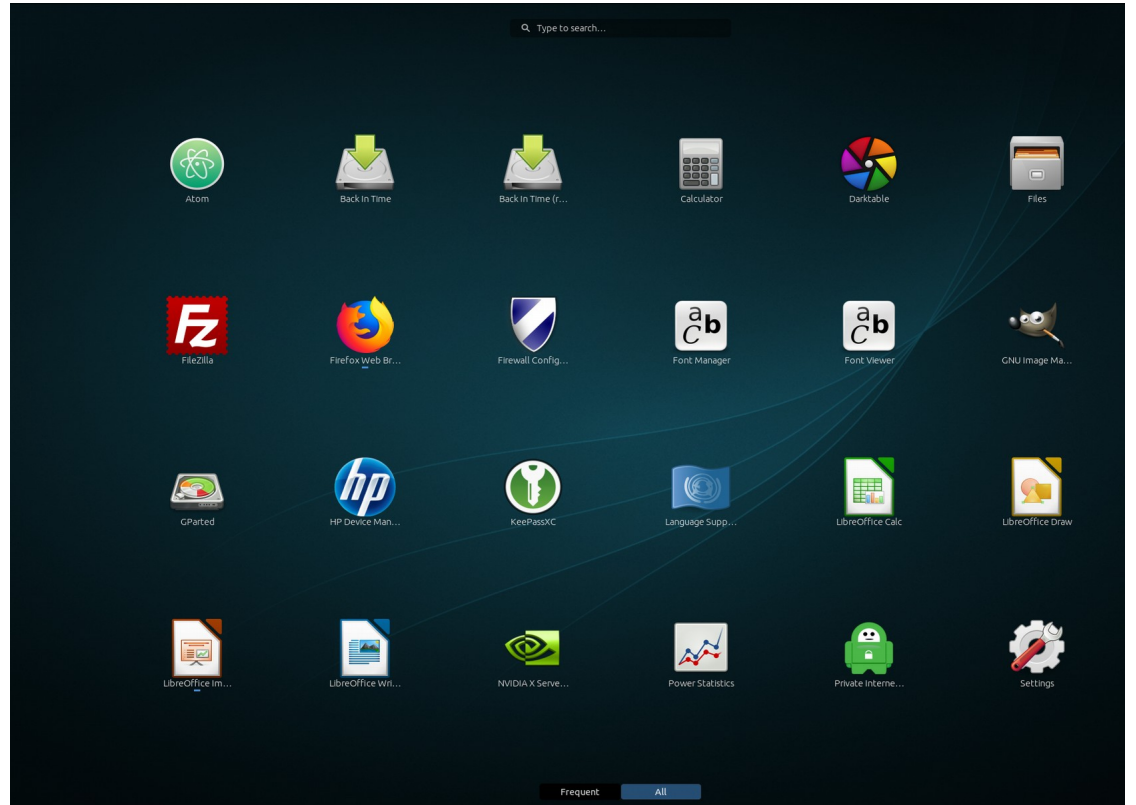 Type to search...
Atom
Back In Time
Back In Time (r...
Calculator
Darktable
Files
Fz
a b
C
a b
C
FileZilla
Firefox Web Br...
Firewall Config...
Font Manager
Font Viewer
GNU Image Ma...
hp
GParted
HP Device Man...
KeePassXC
Language Supp...
LibreOffice Calc
LibreOffice Draw
LibreOffice Im...
LibreOffice Wri...
NVIDIA X Serve...
Power Statistics
Private Interne...
Settings
Frequent
All